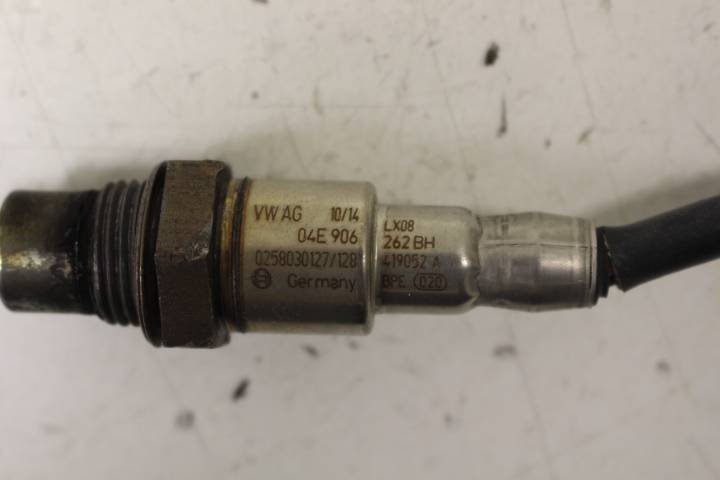 VW AG 10/14
04E 906
0258030127/128
Germany
LX08
262 BH
419052 A
BPE 020